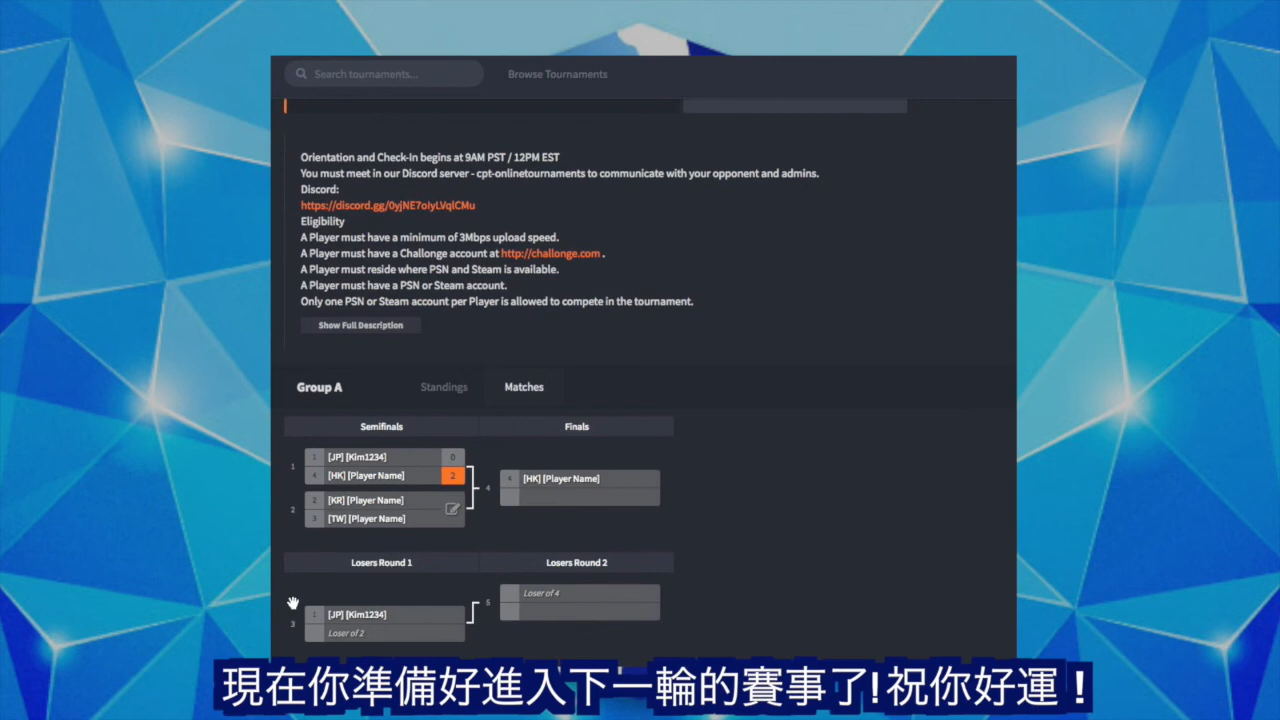 Search tournaments...
Browse Tournaments
Orientation and Check-In begins at 9AM PST / 12PM EST
You must meet in our Discord server - cpt-onlinetournaments to communicate with your opponent and admins.
Discord:
https://discord.gg/0yjNE7oIyLVqlCMu
Eligibility
A Player must have a minimum of 3Mbps upload speed.
A Player must have a Challonge account at http://challonge.com .
A Player must reside where PSN and Steam is available.
A Player must have a PSN or Steam account.
Only one PSN or Steam account per Player is allowed to compete in the tournament.
Show Full Description
Group A
Standings
Matches
Semifinals
Finals
1
1 [JP] [Kim1234] 0
4 [HK] [Player Name] 2
2
2 [KR] [Player Name]
3 [TW] [Player Name]
4
4 [HK] [Player Name]
Losers Round 1
Losers Round 2
3
1 [JP] [Kim1234]
Loser of 2
5
Loser of 4
現在你準備好進入下一輪的賽事了!祝你好運！